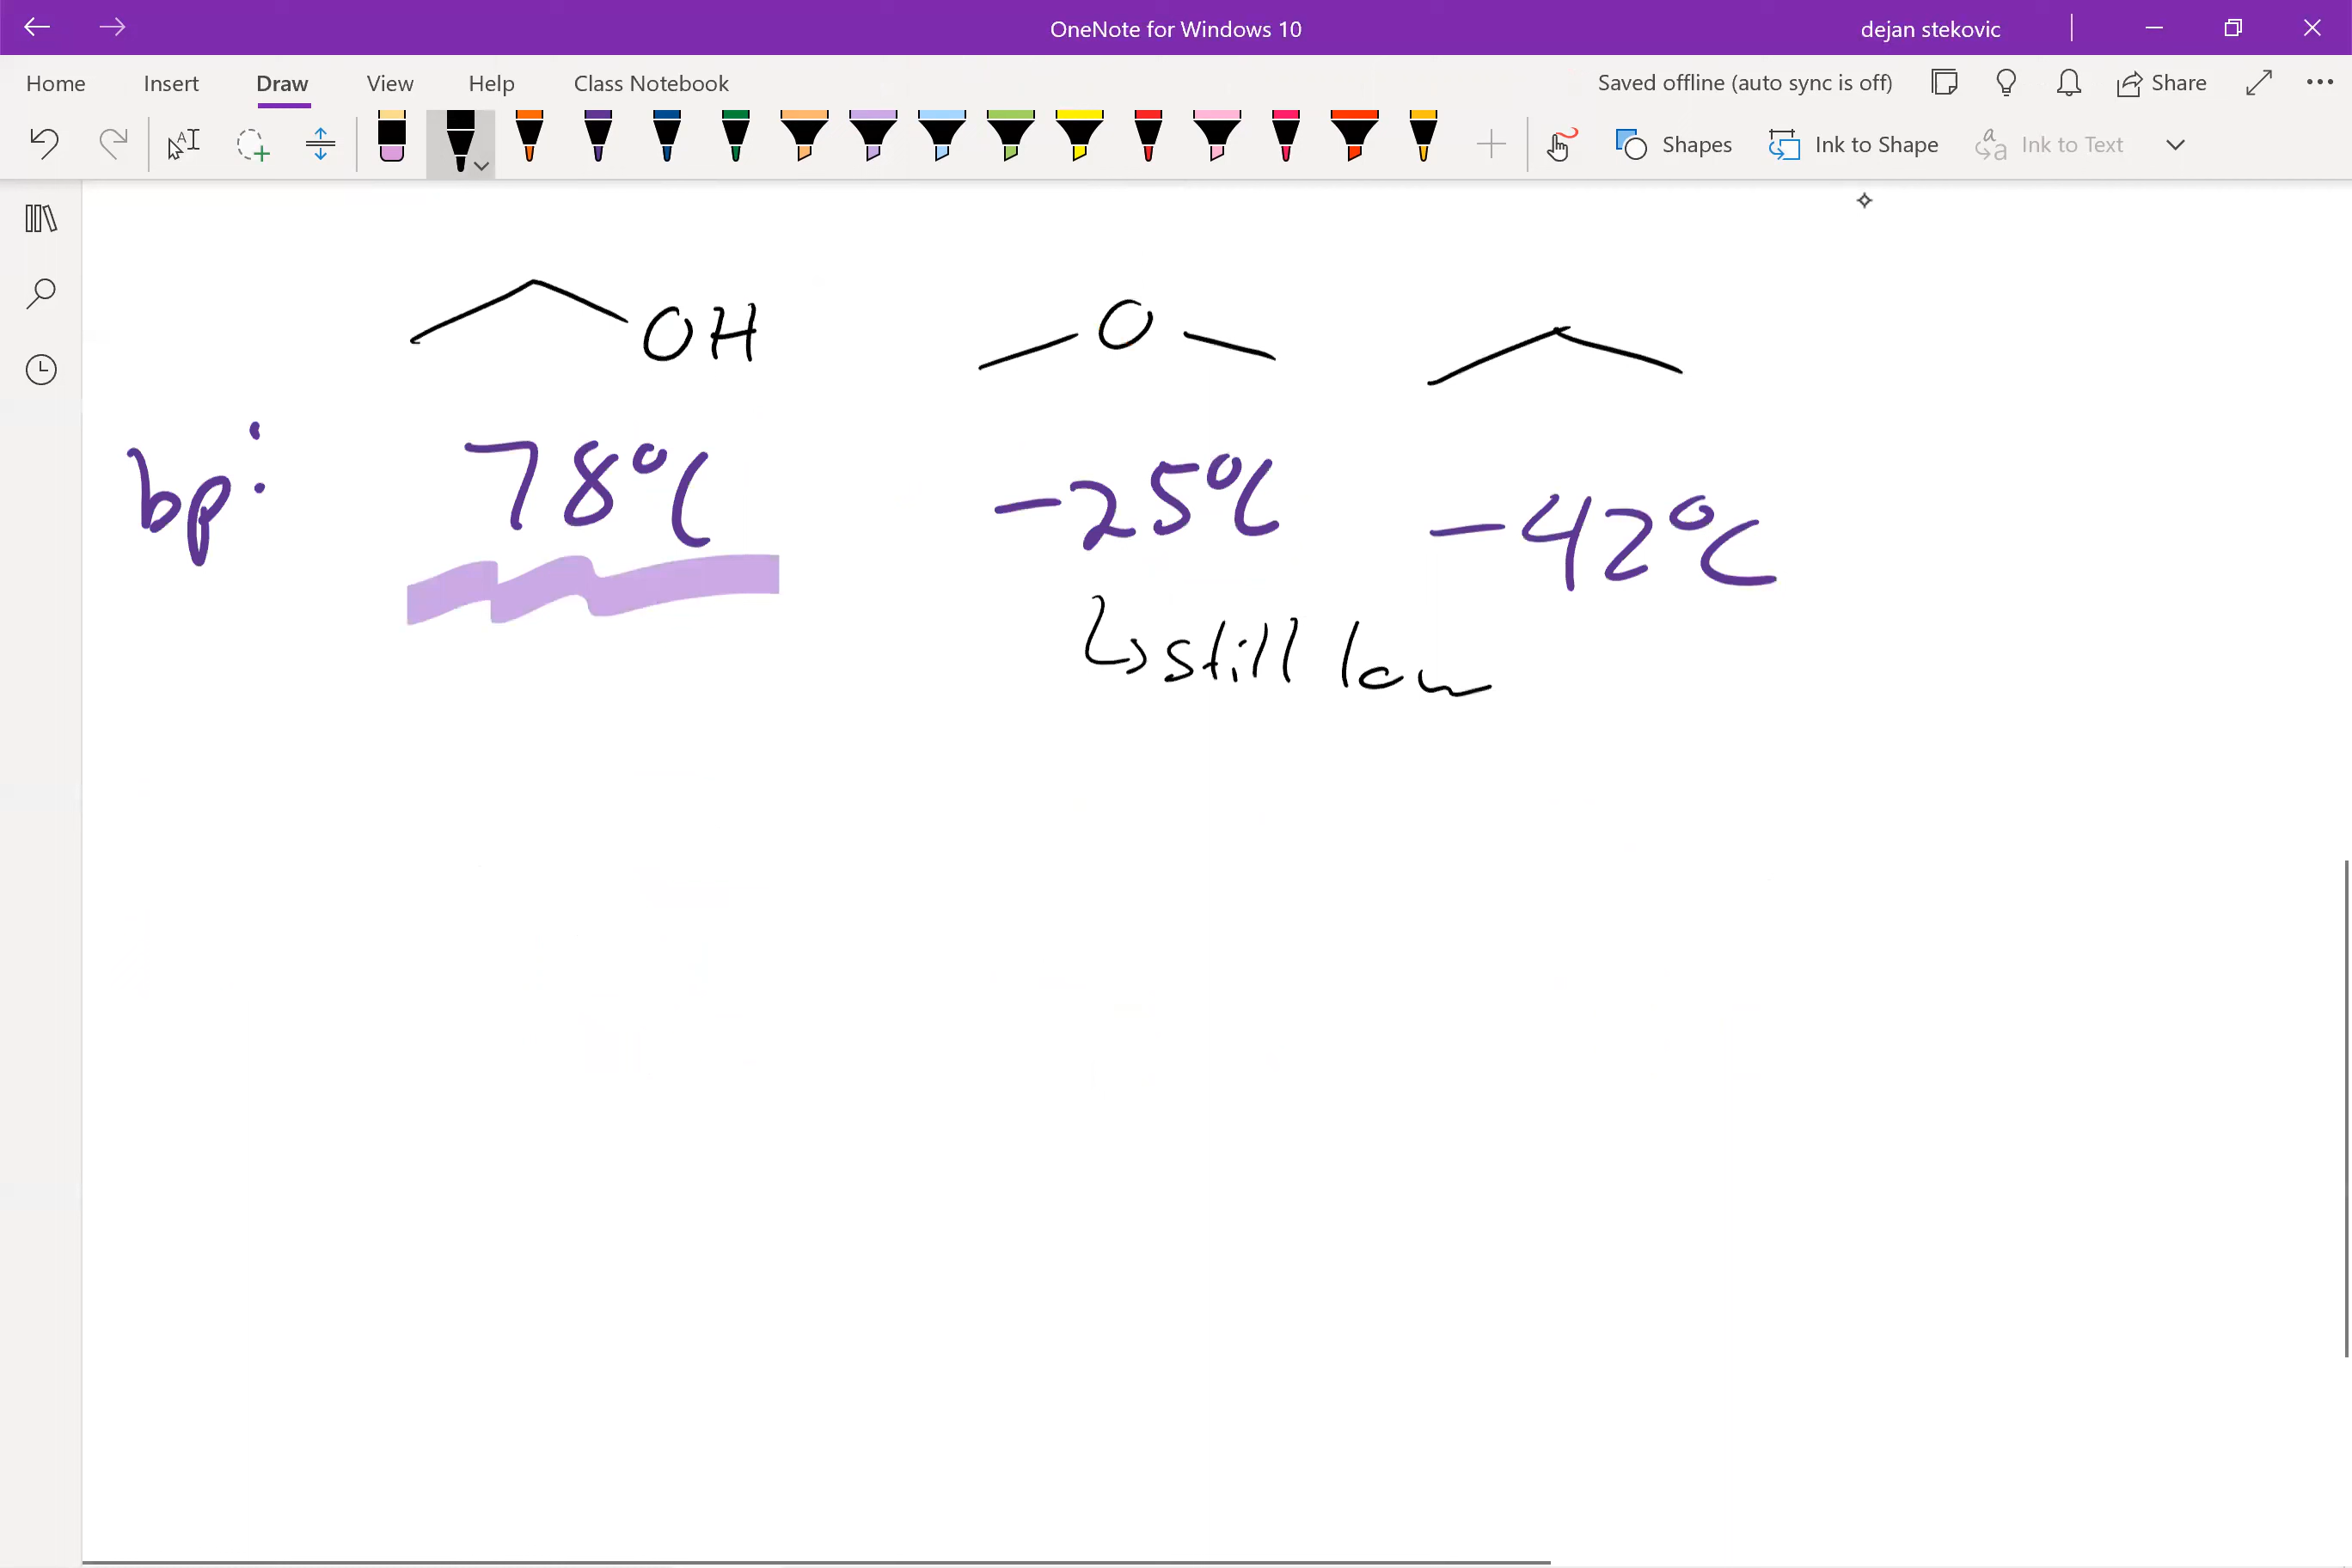 OneNote for Windows 10
dejan stekovic
Home Insert Draw View Help Class Notebook
Saved offline (auto sync is off) Share
Shapes Ink to Shape Ink to Text
OH O
bp: 78°C -25°C -42°C
↳ still low